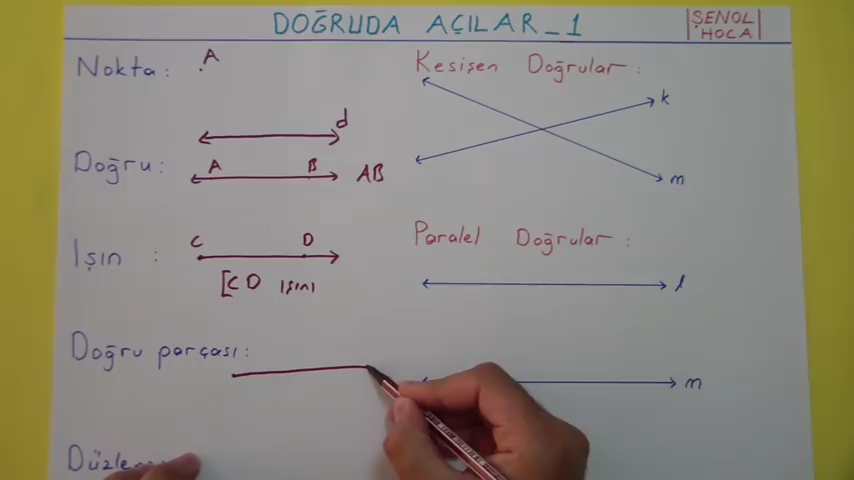 DOĞRUDA AÇILAR_1
ŞENOL
HOCA
Nokta: A
d
Doğru: A B AB
Işın : C D
[CD ışını
Doğru parçası:
Kesişen Doğrular :
k
m
Paralel Doğrular :
l
m